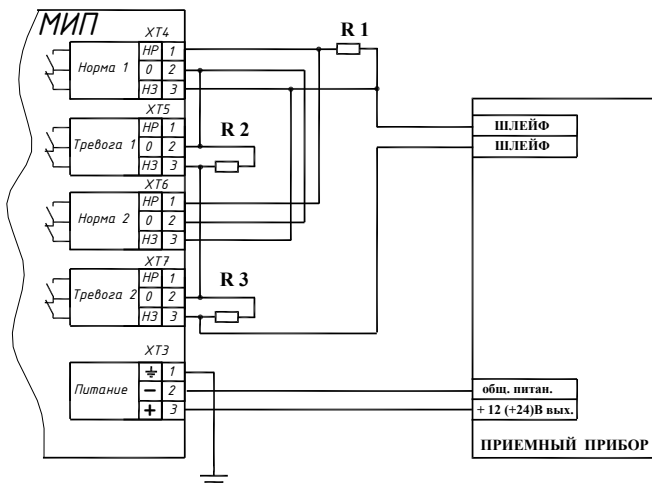 МИП
XT4
Норма 1
НР 1
0 2
НЗ 3
R 1
XT5
Тревога 1
НР 1
0 2
НЗ 3
R 2
XT6
Норма 2
НР 1
0 2
НЗ 3
XT7
Тревога 2
НР 1
0 2
НЗ 3
R 3
XT3
Питание
1
− 2
+ 3
ШЛЕЙФ
ШЛЕЙФ
общ. питан.
+ 12 (+24)В вых.
ПРИЕМНЫЙ ПРИБОР